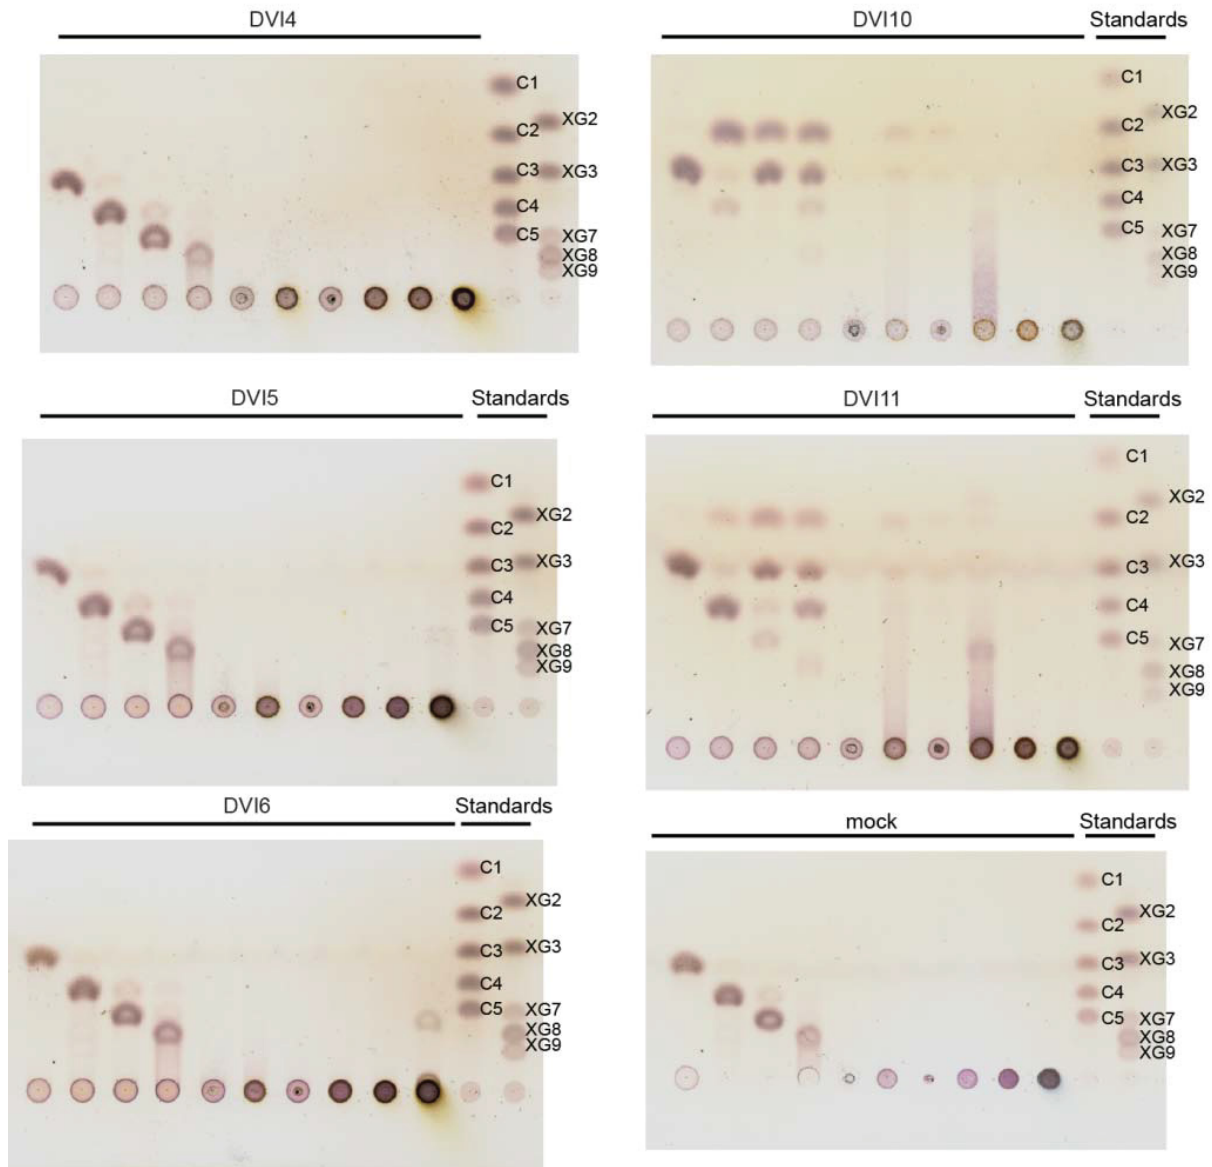 DVI4
C1
XG2
C2
C3
XG3
C4
C5
XG7
XG8
XG9
DVI10
Standards
C1
XG2
C2
C3
XG3
C4
C5
XG7
XG8
XG9
DVI5
Standards
C1
XG2
C2
C3
XG3
C4
C5
XG7
XG8
XG9
DVI11
Standards
C1
XG2
C2
C3
XG3
C4
C5
XG7
XG8
XG9
DVI6
Standards
C1
XG2
C2
C3
XG3
C4
C5
XG7
XG8
XG9
mock
Standards
C1
XG2
C2
C3
XG3
C4
C5
XG7
XG8
XG9